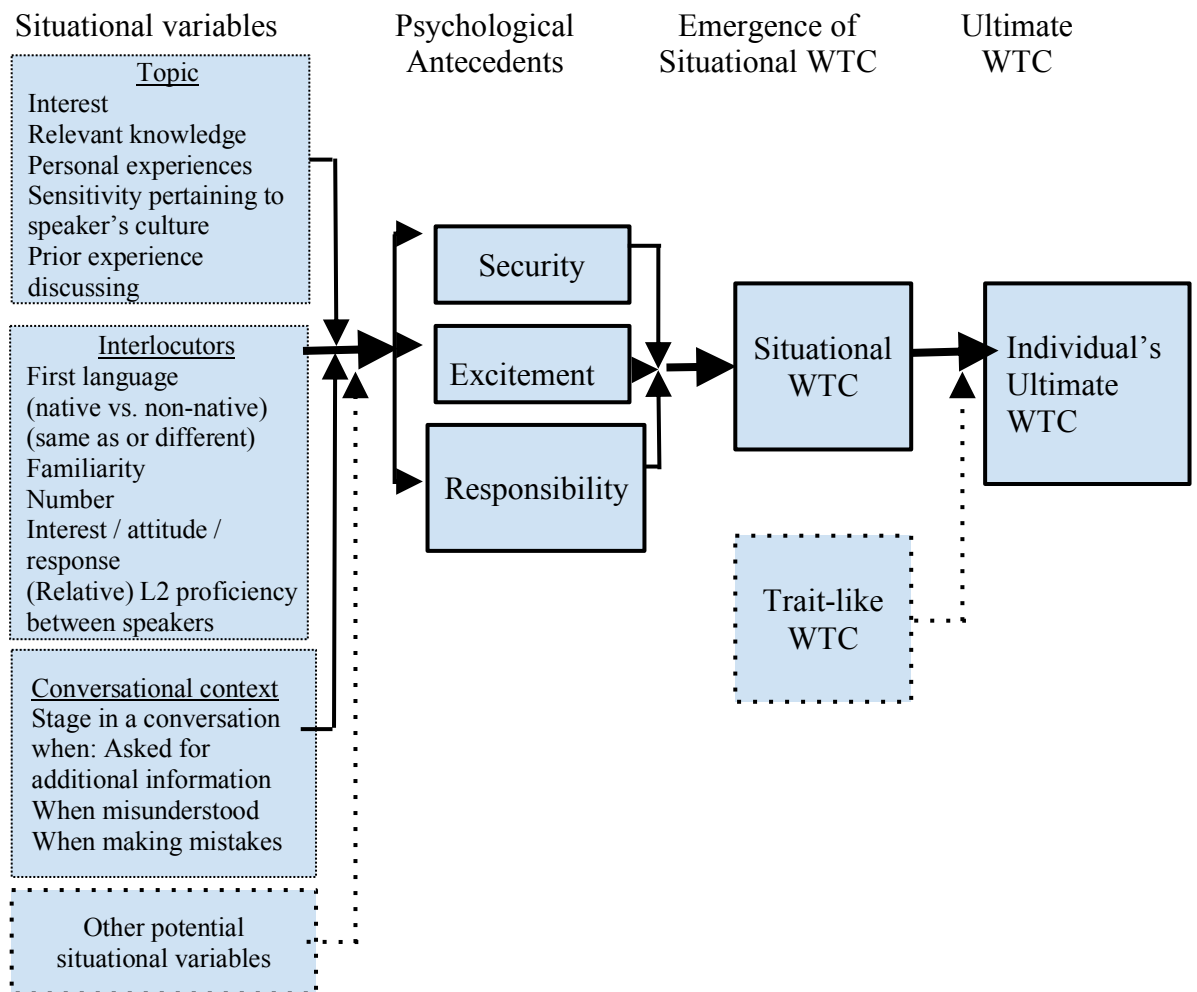 Situational variables
Psychological
Antecedents
Emergence of
Situational WTC
Ultimate
WTC
Topic
Interest
Relevant knowledge
Personal experiences
Sensitivity pertaining to
speaker’s culture
Prior experience
discussing
Interlocutors
First language
(native vs. non-native)
(same as or different)
Familiarity
Number
Interest / attitude /
response
(Relative) L2 proficiency
between speakers
Conversational context
Stage in a conversation
when: Asked for
additional information
When misunderstood
When making mistakes
Other potential
situational variables
Security
Excitement
Responsibility
Situational
WTC
Trait-like
WTC
Individual’s
Ultimate
WTC